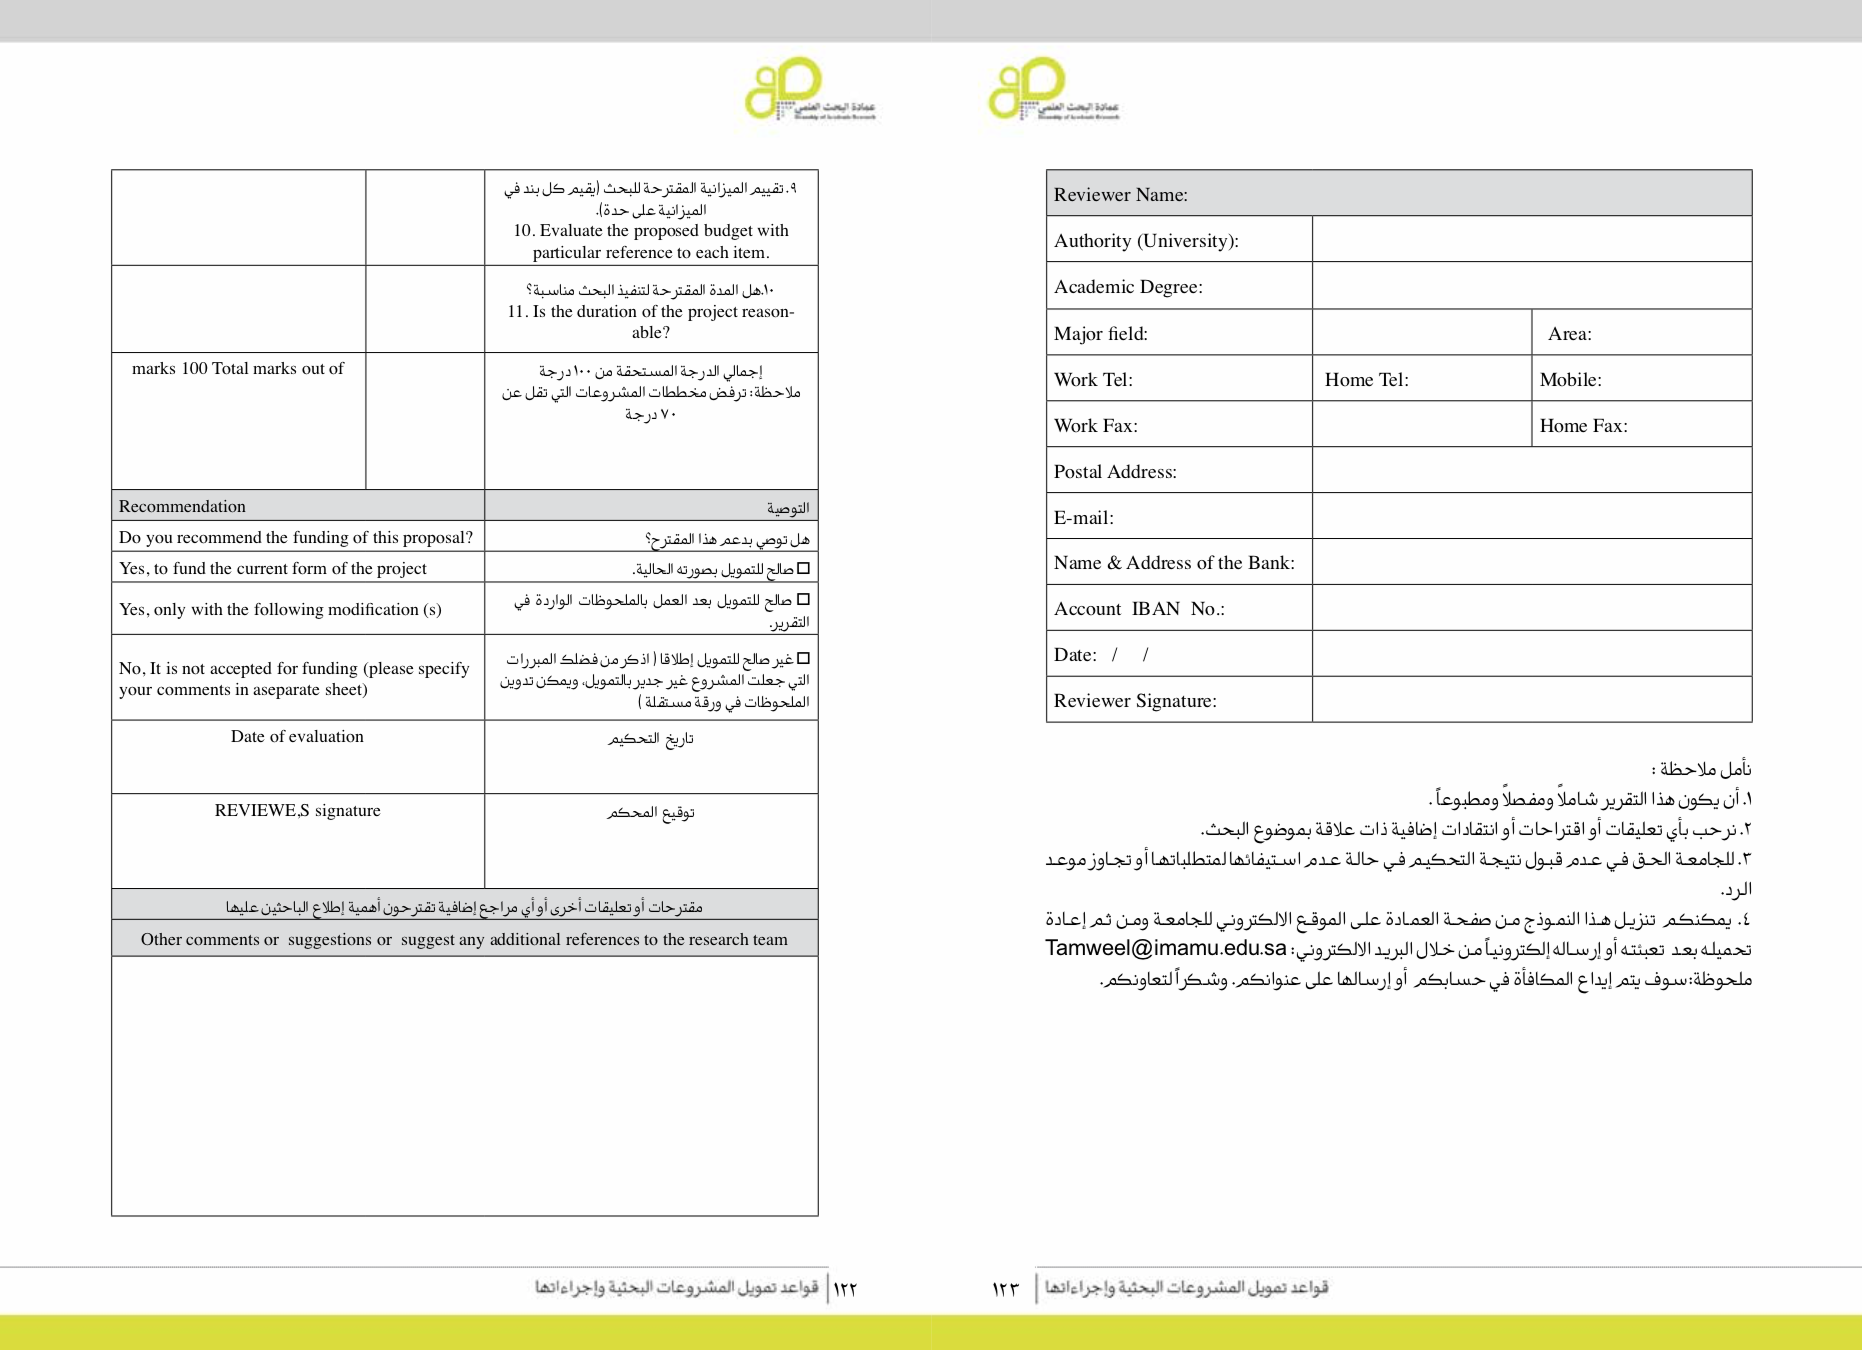 عمادة البحث العلمي
Deanship of Academic Research
٩. تقييم الميزانية المقترحة للبحث (يقيم كل بند في
الميزانية على حدة).
10. Evaluate the proposed budget with
particular reference to each item.
١٠.هل المدة المقترحة لتنفيذ البحث مناسبة؟
11. Is the duration of the project reason-
able?
إجمالي الدرجة المستحقة من ١٠٠ درجة
ملاحظة: ترفض مخططات المشروعات التي تقل عن
٧٠ درجة
marks 100 Total marks out of
التوصية
Recommendation
هل توصي بدعم هذا المقترح؟
Do you recommend the funding of this proposal?
صالح للتمويل بصورته الحالية.
Yes, to fund the current form of the project
صالح للتمويل بعد العمل بالملحوظات الواردة في
التقرير.
Yes, only with the following modification (s)
غير صالح للتمويل إطلاقا ( اذكر من فضلك المبررات
التي جعلت المشروع غير جدير بالتمويل، ويمكن تدوين
الملحوظات في ورقة مستقلة )
No, It is not accepted for funding (please specify
your comments in aseparate sheet)
تاريخ التحكيم
Date of evaluation
توقيع المحكم
REVIEWE,S signature
مقترحات أو تعليقات أخرى أو أي مراجع إضافية تقترحون أهمية إطلاع الباحثين عليها
Other comments or suggestions or suggest any additional references to the research team
١٢٢ قواعد تمويل المشروعات البحثية وإجراءاتها
عمادة البحث العلمي
Deanship of Academic Research
Reviewer Name:
Authority (University):
Academic Degree:
Major field: Area:
Work Tel: Home Tel: Mobile:
Work Fax: Home Fax:
Postal Address:
E-mail:
Name & Address of the Bank:
Account IBAN No.:
Date: / /
Reviewer Signature:
نأمل ملاحظة :
١. أن يكون هذا التقرير شاملاً ومفصلاً ومطبوعاً .
٢. نرحب بأي تعليقات أو اقتراحات أو انتقادات إضافية ذات علاقة بموضوع البحث.
٣. للجامعة الحق في عدم قبول نتيجة التحكيم في حالة عدم استيفائها لمتطلباتها أو تجاوز موعد
الرد.
٤. يمكنكم تنزيل هذا النموذج من صفحة العمادة على الموقع الالكتروني للجامعة ومن ثم إعادة
تحميله بعد تعبئته أو إرساله إلكترونياً من خلال البريد الالكتروني: Tamweel@imamu.edu.sa
ملحوظة:سوف يتم إيداع المكافأة في حسابكم أو إرسالها على عنوانكم. وشكراً لتعاونكم.
قواعد تمويل المشروعات البحثية وإجراءاتها ١٢٣